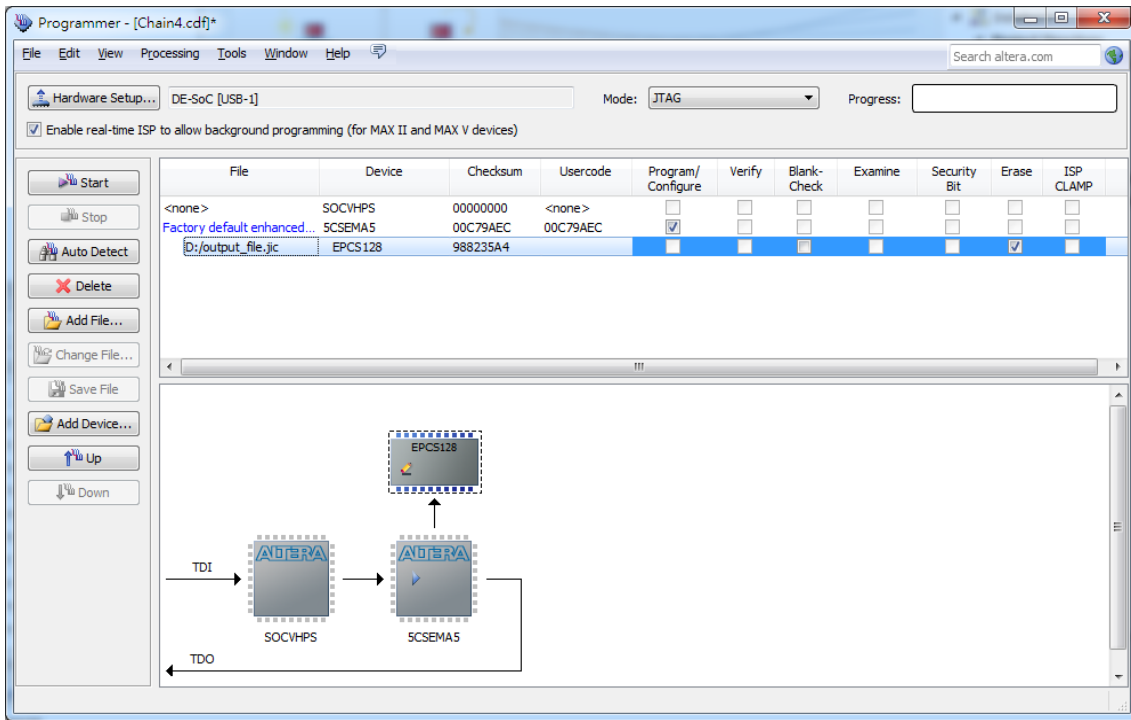 Programmer - [Chain4.cdf]*
File Edit View Processing Tools Window Help
Search altera.com
Hardware Setup... DE-SoC [USB-1] Mode: JTAG Progress:
Enable real-time ISP to allow background programming (for MAX II and MAX V devices)
Start
Stop
Auto Detect
Delete
Add File...
Change File...
Save File
Add Device...
Up
Down
File Device Checksum Usercode Program/ Verify Blank- Examine Security Erase ISP
Configure Check Bit CLAMP
<none> SOCVHPS 00000000 <none>
Factory default enhanced... 5CSEMA5 00C79AEC 00C79AEC
D:/output_file.jic EPCS128 988235A4
EPCS128
TDI
ALTERA
ALTERA
SOCVHPS
5CSEMA5
TDO